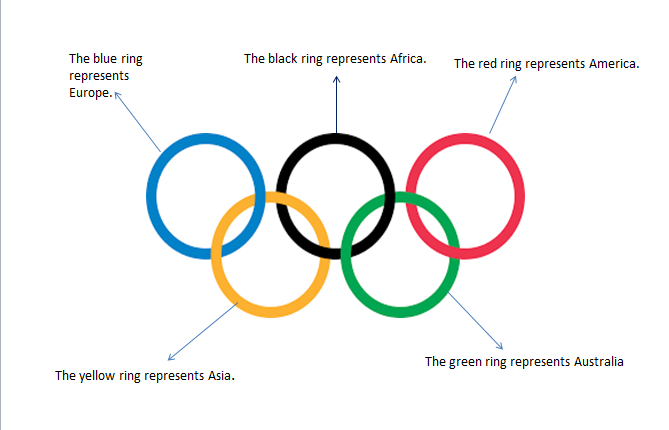 The blue ring
represents
Europe.
The black ring represents Africa.
The red ring represents America.
The yellow ring represents Asia.
The green ring represents Australia